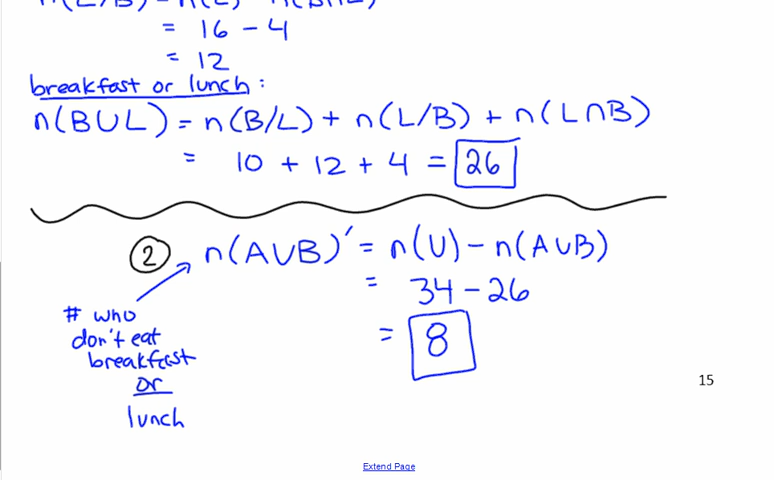 = 16 - 4
= 12
breakfast or lunch:
n(B∪L) = n(B/L) + n(L/B) + n(L∩B)
= 10 + 12 + 4 = 26
② n(A∪B)' = n(U) - n(A∪B)
= 34 - 26
= 8
# who
don't eat
breakfast
or
lunch
15
Extend Page